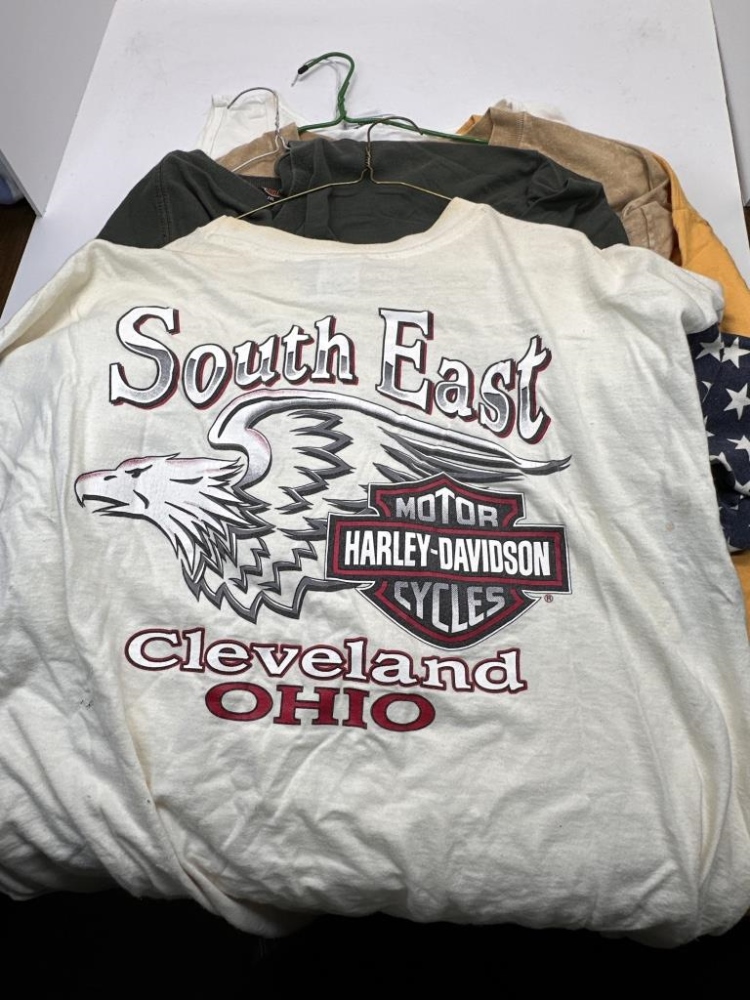 South East
MOTOR
HARLEY-DAVIDSON
CYCLES
®
Cleveland
OHIO